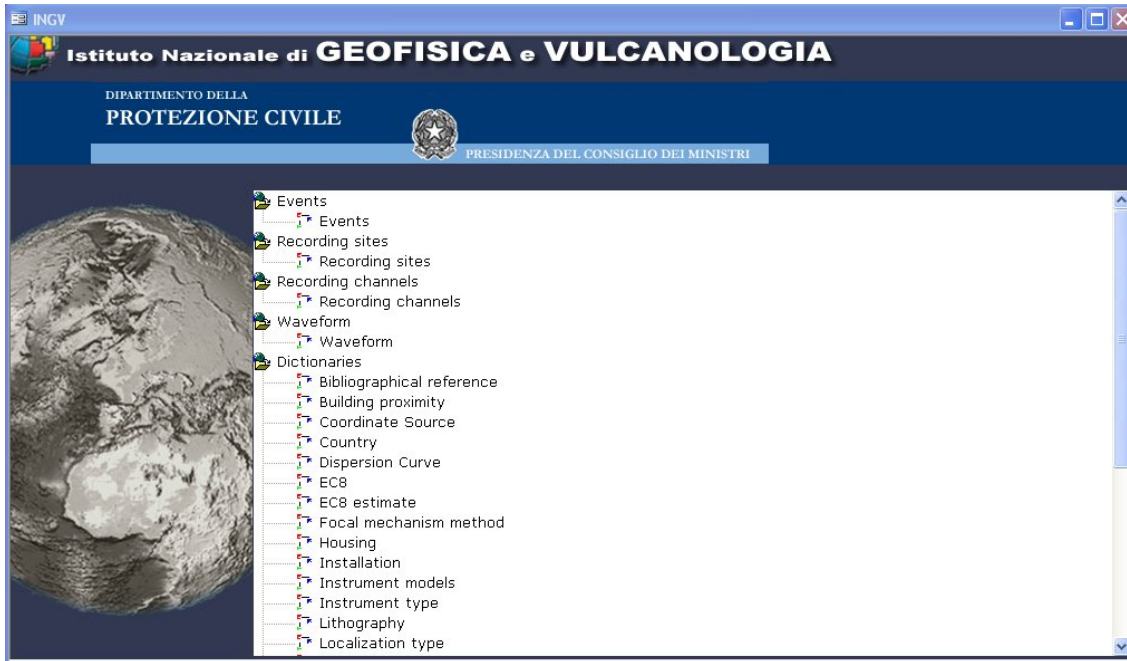 INGV
Istituto Nazionale di GEOFISICA e VULCANOLOGIA
DIPARTIMENTO DELLA
PROTEZIONE CIVILE
PRESIDENZA DEL CONSIGLIO DEI MINISTRI
Events
Events
Recording sites
Recording sites
Recording channels
Recording channels
Waveform
Waveform
Dictionaries
Bibliographical reference
Building proximity
Coordinate Source
Country
Dispersion Curve
EC8
EC8 estimate
Focal mechanism method
Housing
Installation
Instrument models
Instrument type
Lithography
Localization type